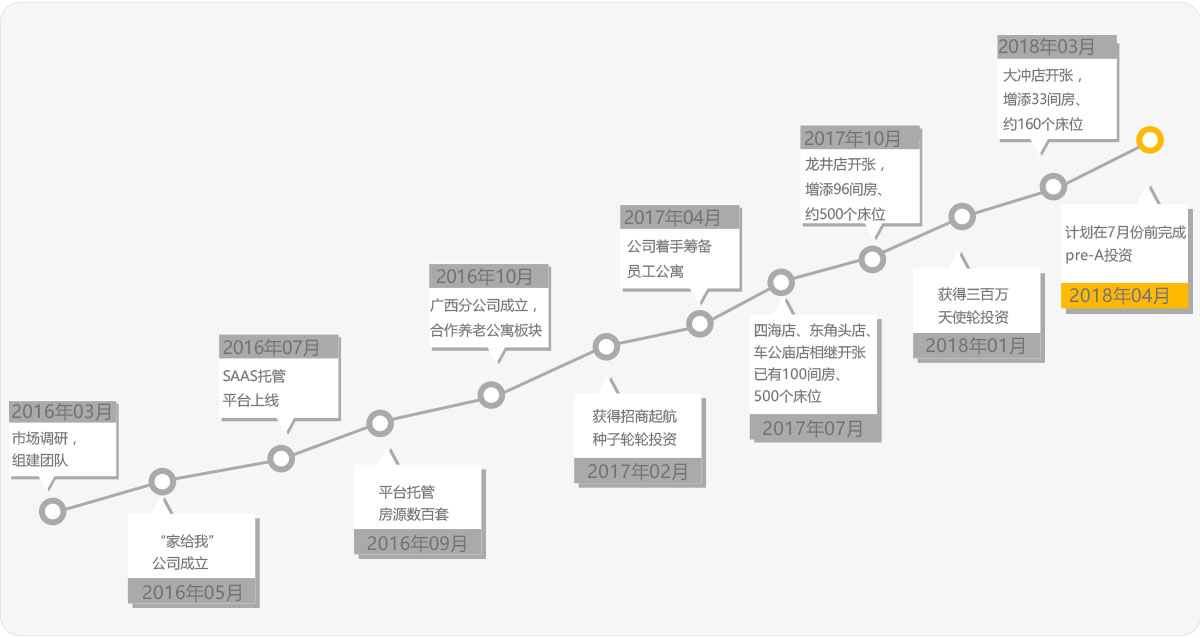 2016年03月
市场调研，
组建团队
“家给我”
公司成立
2016年05月
2016年07月
SAAS托管
平台上线
平台托管
房源数百套
2016年09月
2016年10月
广西分公司成立，
合作养老公寓板块
获得招商起航
种子轮轮投资
2017年02月
2017年04月
公司着手筹备
员工公寓
四海店、东角头店、
车公庙店相继开张
已有100间房、
500个床位
2017年07月
2017年10月
龙井店开张，
增添96间房、
约500个床位
获得三百万
天使轮投资
2018年01月
2018年03月
大冲店开张，
增添33间房、
约160个床位
计划在7月份前完成
pre-A投资
2018年04月